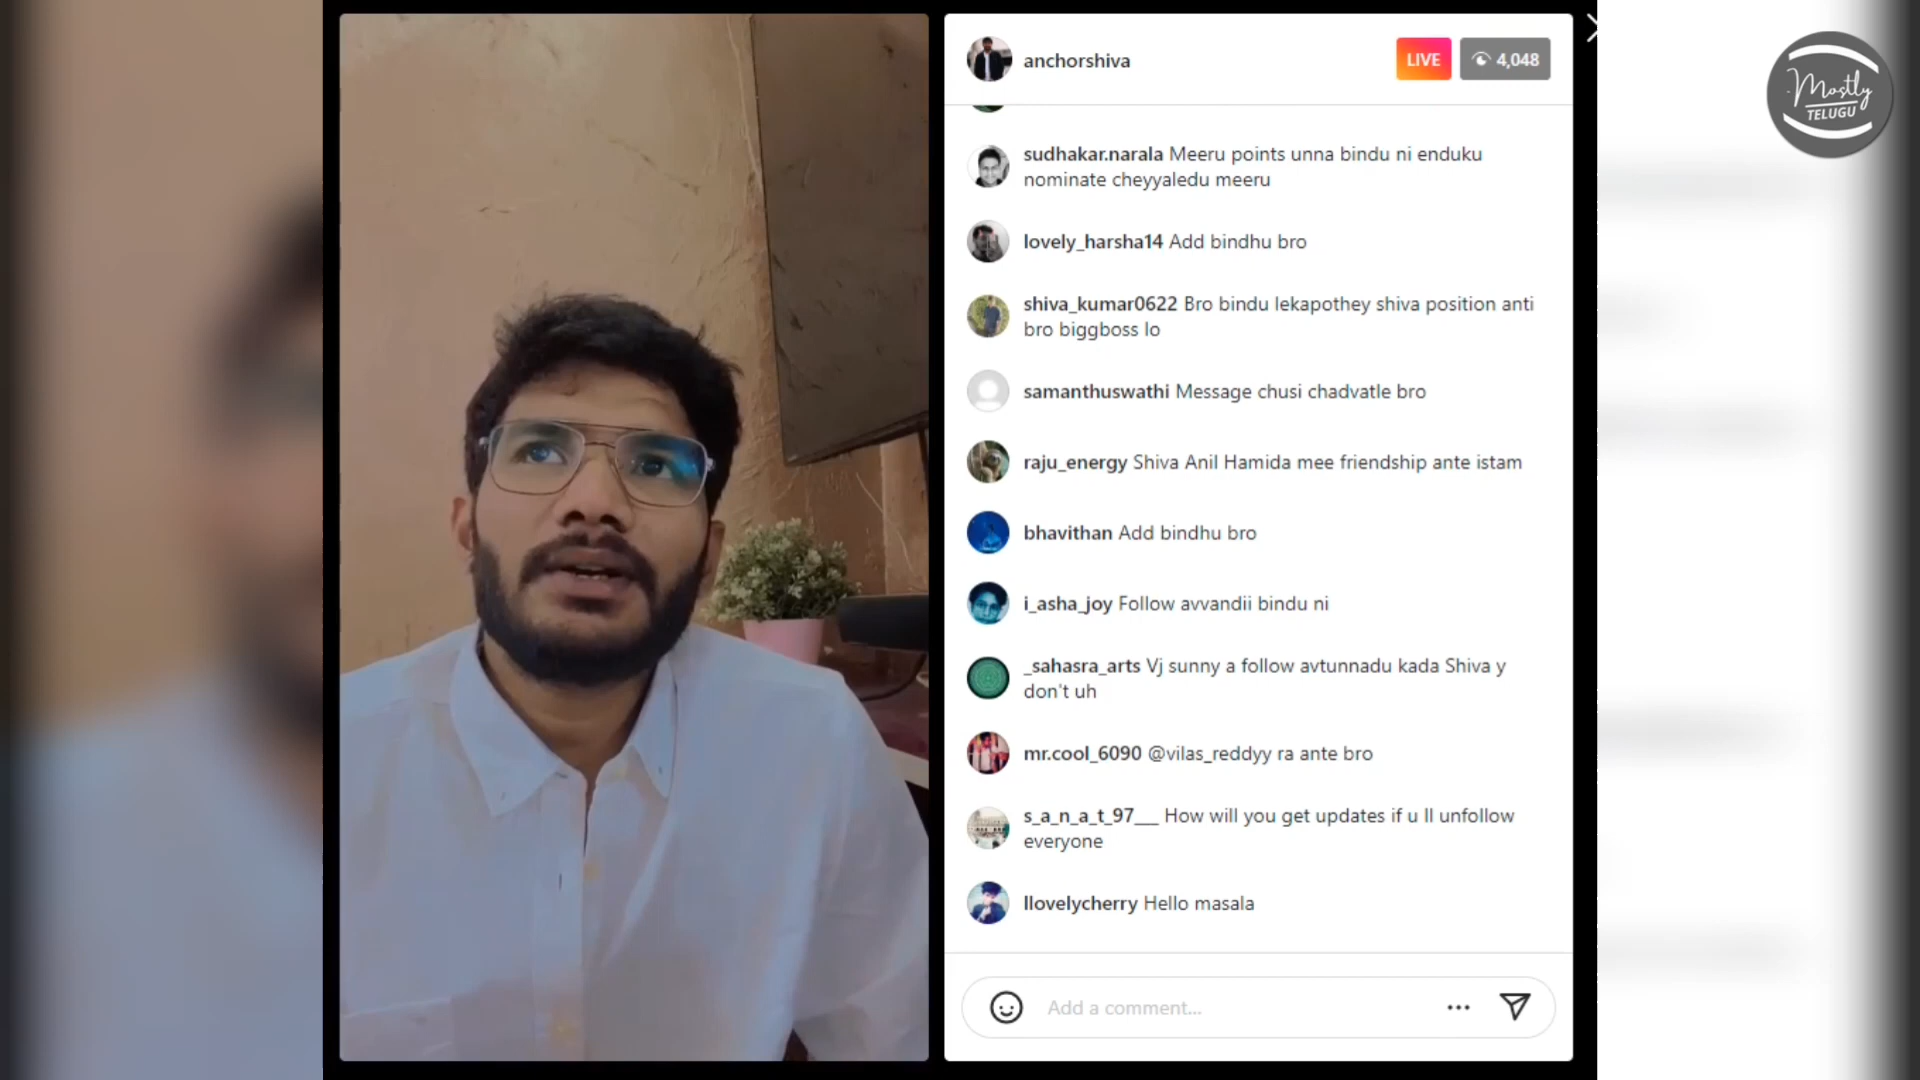 anchorshiva
LIVE
4,048
Mostly
TELUGU
sudhakar.narala Meeru points unna bindu ni enduku
nominate cheyyaledu meeru
lovely_harsha14 Add bindhu bro
shiva_kumar0622 Bro bindu lekapothey shiva position anti
bro biggboss lo
samanthuswathi Message chusi chadvatle bro
raju_energy Shiva Anil Hamida mee friendship ante istam
bhavithan Add bindhu bro
i_asha_joy Follow avvandii bindu ni
_sahasra_arts Vj sunny a follow avtunnadu kada Shiva y
don't uh
mr.cool_6090 @vilas_reddyy ra ante bro
s_a_n_a_t_97___ How will you get updates if u ll unfollow
everyone
llovelycherry Hello masala
Add a comment...